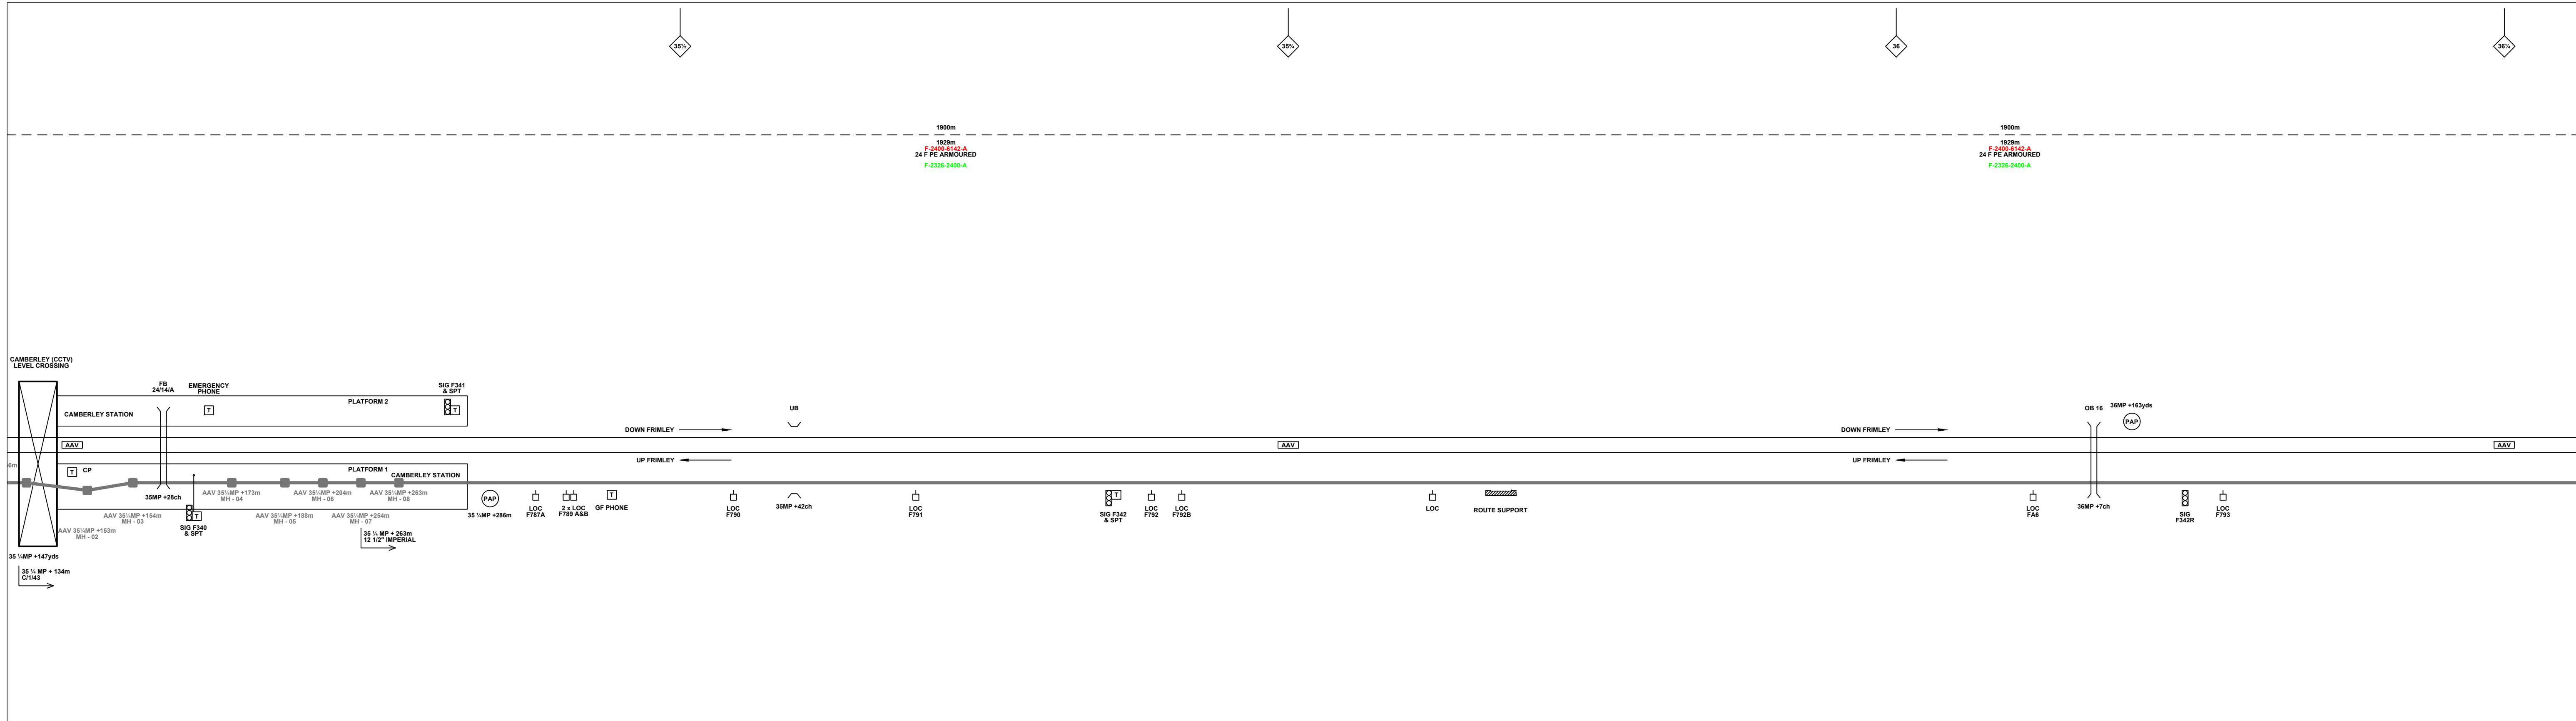 35½
35¾
36
36¼
1900m
1929m
F-2400-6142-A
24 F PE ARMOURED
F-2326-2400-A
1900m
1929m
F-2400-6142-A
24 F PE ARMOURED
F-2326-2400-A
CAMBERLEY (CCTV)
LEVEL CROSSING
FB
24/14/A
EMERGENCY
PHONE
T
PLATFORM 2
SIG F341
& SPT
T
CAMBERLEY STATION
UB
OB 16
36MP +163yds
PAP
DOWN FRIMLEY
DOWN FRIMLEY
AAV
AAV
AAV
UP FRIMLEY
UP FRIMLEY
6m
T
CP
PLATFORM 1
CAMBERLEY STATION
35MP +28ch
AAV 35¼MP +173m
MH - 04
AAV 35¼MP +204m
MH - 06
AAV 35¼MP +263m
MH - 08
AAV 35¼MP +154m
MH - 03
T
SIG F340
& SPT
AAV 35¼MP +188m
MH - 05
AAV 35¼MP +254m
MH - 07
AAV 35¼MP +153m
MH - 02
PAP
35 ¼MP +286m
LOC
F787A
2 x LOC
F789 A&B
T
GF PHONE
LOC
F790
35MP +42ch
LOC
F791
T
SIG F342
& SPT
LOC
F792
LOC
F792B
LOC
ROUTE SUPPORT
LOC
FA6
36MP +7ch
SIG
F342R
LOC
F793
35 ¼ MP + 263m
12 1/2" IMPERIAL
35 ¼MP +147yds
35 ¼ MP + 134m
C/1/43